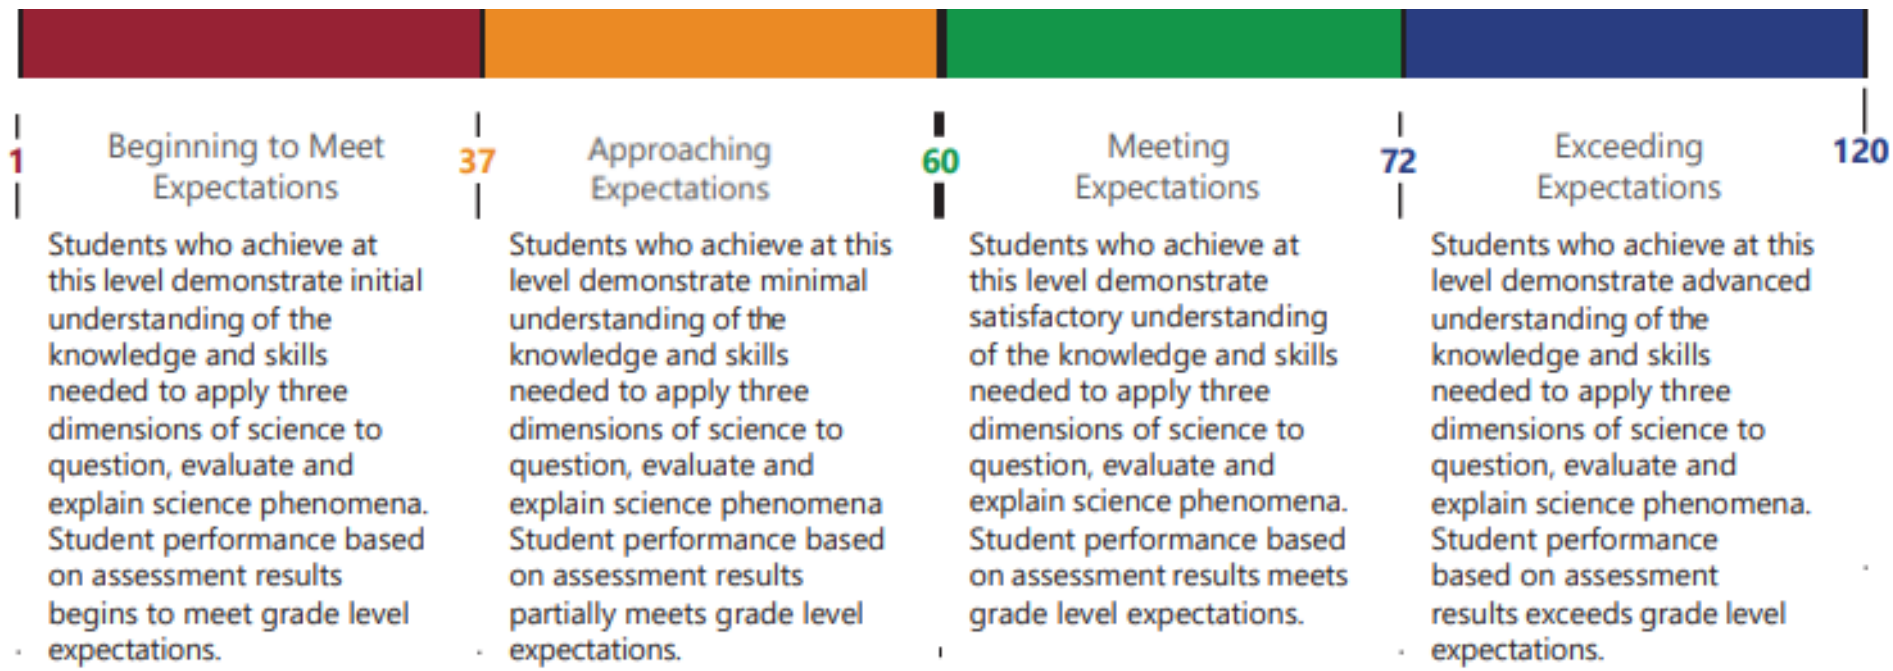 1
Beginning to Meet
Expectations
37
Approaching
Expectations
60
Meeting
Expectations
72
Exceeding
Expectations
120
Students who achieve at
this level demonstrate initial
understanding of the
knowledge and skills
needed to apply three
dimensions of science to
question, evaluate and
explain science phenomena.
Student performance based
on assessment results
begins to meet grade level
expectations.
Students who achieve at this
level demonstrate minimal
understanding of the
knowledge and skills
needed to apply three
dimensions of science to
question, evaluate and
explain science phenomena
Student performance based
on assessment results
partially meets grade level
expectations.
Students who achieve at
this level demonstrate
satisfactory understanding
of the knowledge and skills
needed to apply three
dimensions of science to
question, evaluate and
explain science phenomena.
Student performance based
on assessment results meets
grade level expectations.
Students who achieve at this
level demonstrate advanced
understanding of the
knowledge and skills
needed to apply three
dimensions of science to
question, evaluate and
explain science phenomena.
Student performance
based on assessment
results exceeds grade level
expectations.